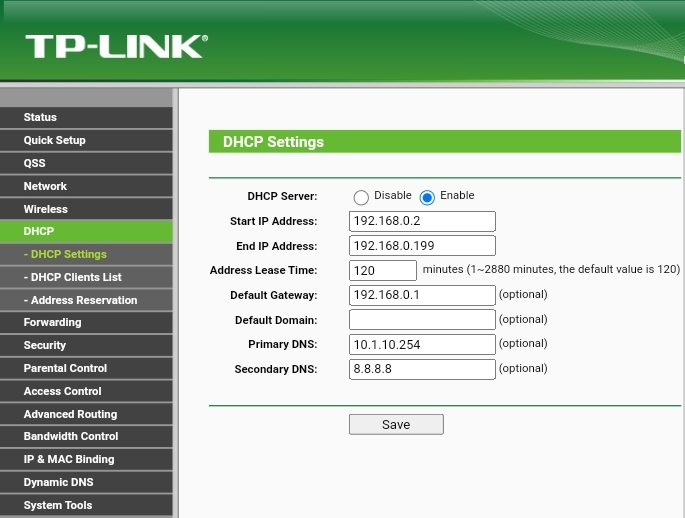 TP-LINK®
Status
Quick Setup
QSS
Network
Wireless
DHCP
- DHCP Settings
- DHCP Clients List
- Address Reservation
Forwarding
Security
Parental Control
Access Control
Advanced Routing
Bandwidth Control
IP & MAC Binding
Dynamic DNS
System Tools
DHCP Settings
DHCP Server: Disable Enable
Start IP Address: 192.168.0.2
End IP Address: 192.168.0.199
Address Lease Time: 120 minutes (1~2880 minutes, the default value is 120)
Default Gateway: 192.168.0.1 (optional)
Default Domain: (optional)
Primary DNS: 10.1.10.254 (optional)
Secondary DNS: 8.8.8.8 (optional)
Save